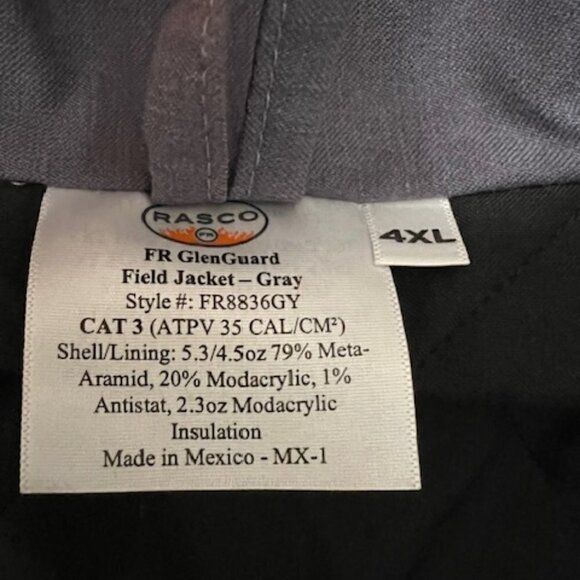 RASCO
FR
4XL
FR GlenGuard
Field Jacket – Gray
Style #: FR8836GY
CAT 3 (ATPV 35 CAL/CM²)
Shell/Lining: 5.3/4.5oz 79% Meta-
Aramid, 20% Modacrylic, 1%
Antistat, 2.3oz Modacrylic
Insulation
Made in Mexico - MX-1